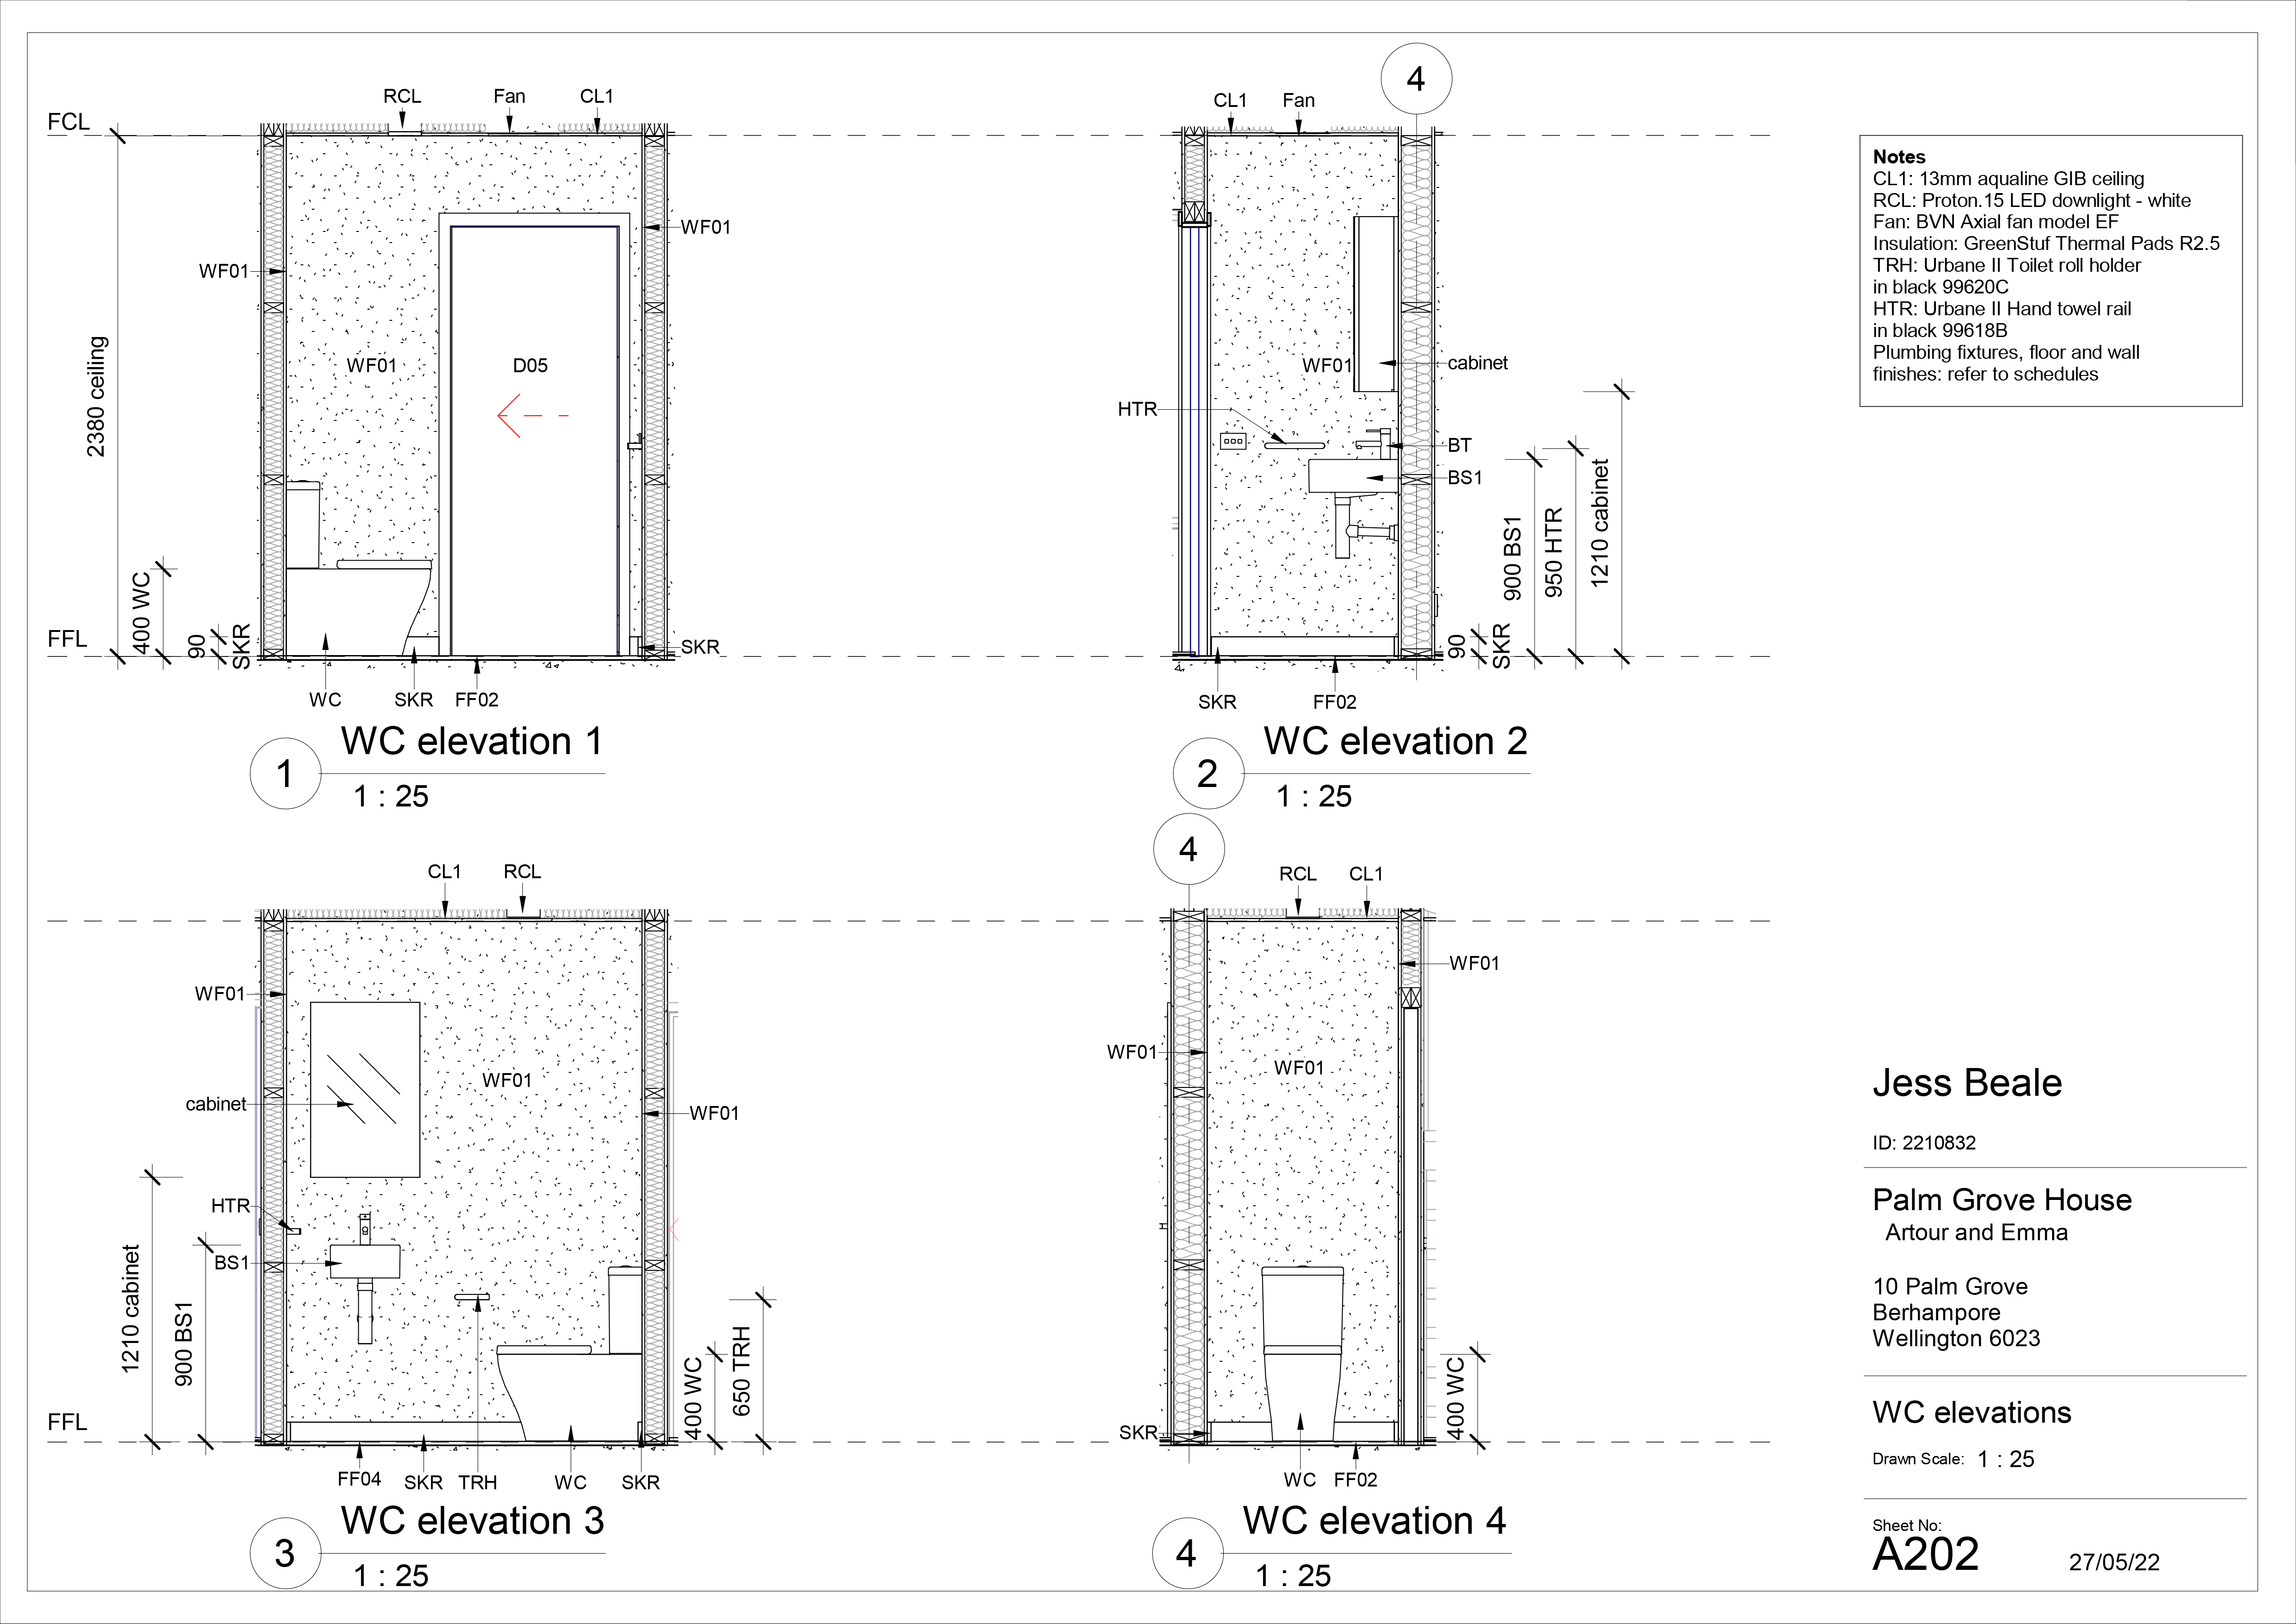 RCL
Fan
CL1
FCL
WF01
WF01
WF01
D05
2380 ceiling
400 WC
90
SKR
FFL
SKR
WC
SKR
FF02
1
WC elevation 1
1 : 25
4
CL1
Fan
WF01
cabinet
HTR
BT
BS1
900 BS1
950 HTR
1210 cabinet
90
SKR
SKR
FF02
2
WC elevation 2
1 : 25
CL1
RCL
WF01
WF01
cabinet
WF01
HTR
BS1
1210 cabinet
900 BS1
400 WC
650 TRH
FFL
FF04
SKR
TRH
WC
SKR
3
WC elevation 3
1 : 25
4
RCL
CL1
WF01
WF01
WF01
400 WC
SKR
WC
FF02
4
WC elevation 4
1 : 25
Notes
CL1: 13mm aqualine GIB ceiling
RCL: Proton.15 LED downlight - white
Fan: BVN Axial fan model EF
Insulation: GreenStuf Thermal Pads R2.5
TRH: Urbane II Toilet roll holder
in black 99620C
HTR: Urbane II Hand towel rail
in black 99618B
Plumbing fixtures, floor and wall
finishes: refer to schedules
Jess Beale
ID: 2210832
Palm Grove House
Artour and Emma
10 Palm Grove
Berhampore
Wellington 6023
WC elevations
Drawn Scale: 1 : 25
Sheet No:
A202 27/05/22